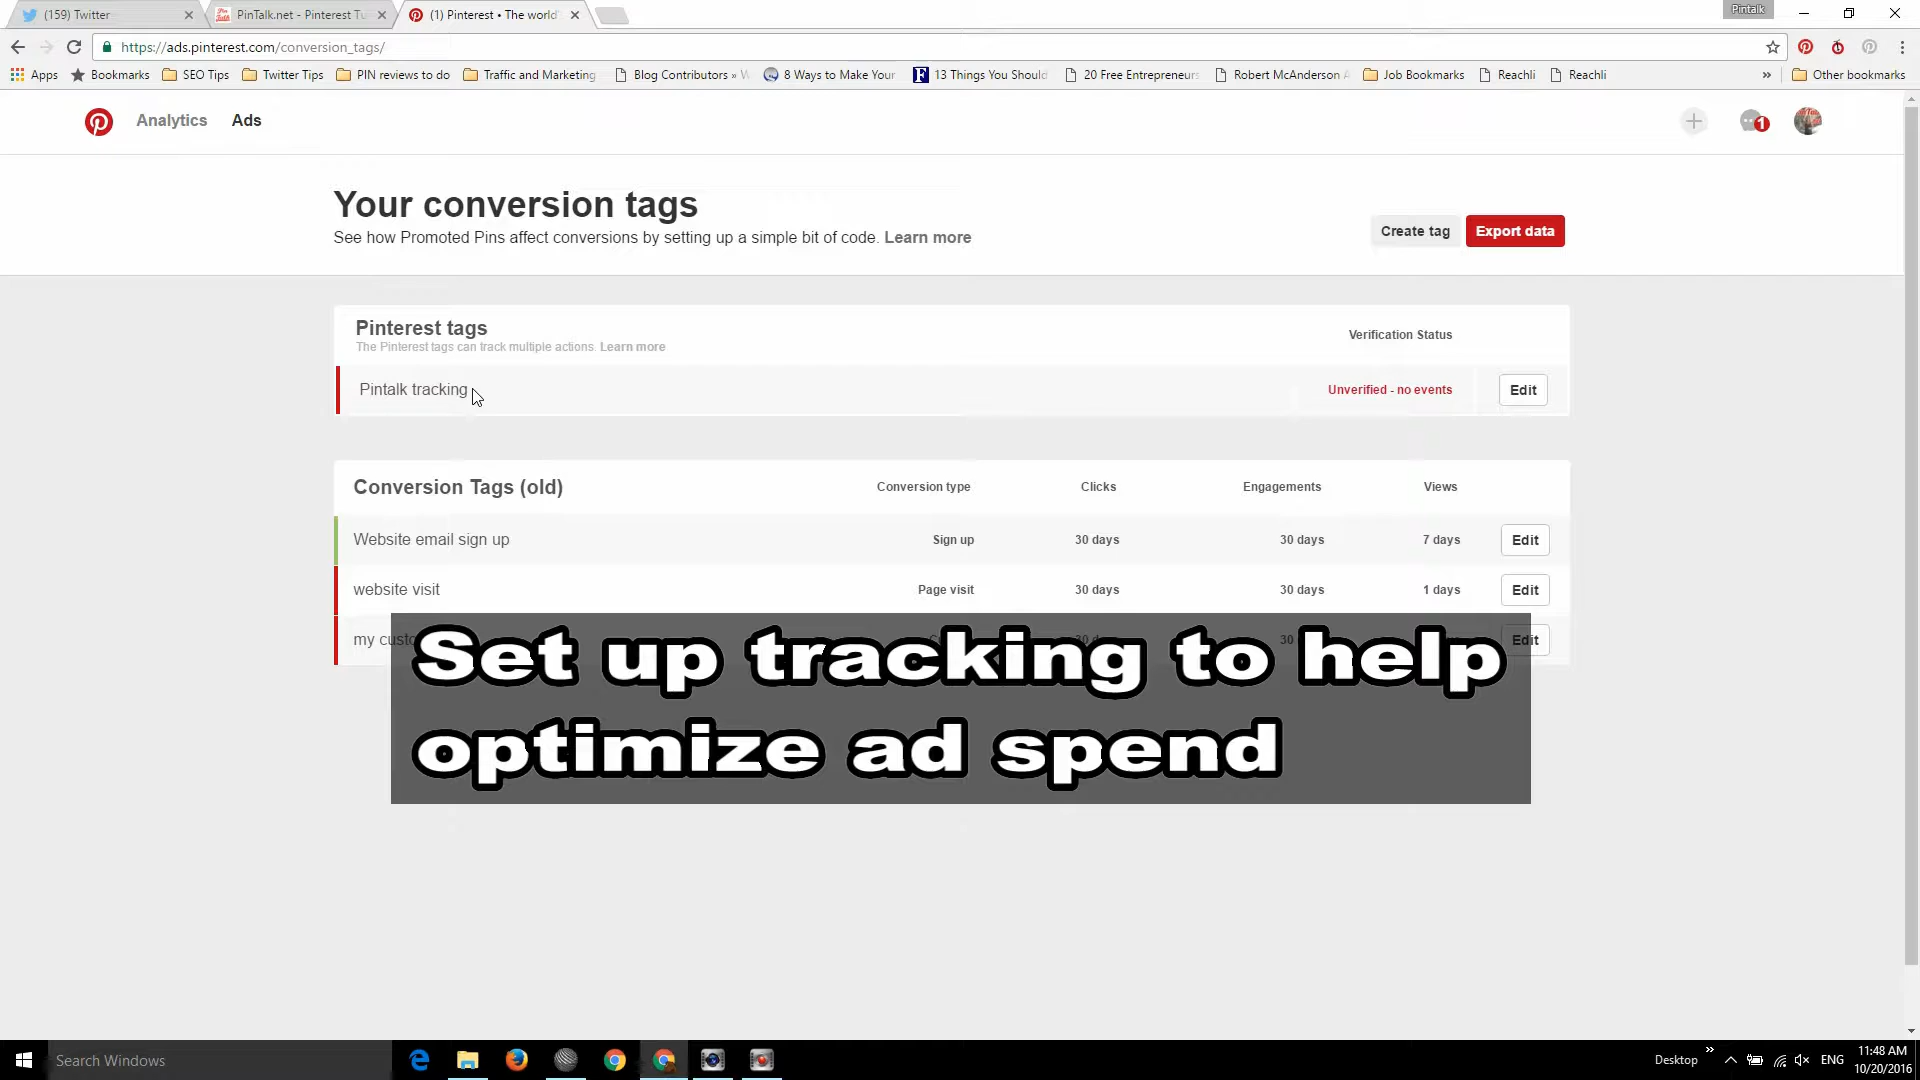 (159) Twitter
PinTalk.net - Pinterest Tu
(1) Pinterest • The world'
Pintalk
https://ads.pinterest.com/conversion_tags/
Apps
Bookmarks
SEO Tips
Twitter Tips
PIN reviews to do
Traffic and Marketing
Blog Contributors »
8 Ways to Make Your
13 Things You Should
20 Free Entrepreneurs
Robert McAnderson
Job Bookmarks
Reachli
Reachli
»
Other bookmarks
Analytics
Ads
1
Your conversion tags
See how Promoted Pins affect conversions by setting up a simple bit of code. Learn more
Create tag
Export data
Pinterest tags
The Pinterest tags can track multiple actions. Learn more
Verification Status
Pintalk tracking
Unverified - no events
Edit
Conversion Tags (old)
Conversion type
Clicks
Engagements
Views
Website email sign up
Sign up
30 days
30 days
7 days
Edit
website visit
Page visit
30 days
30 days
1 days
Edit
my
30 days
30
Edit
Set up tracking to help
optimize ad spend
Search Windows
Desktop
ENG
11:48 AM
10/20/2016